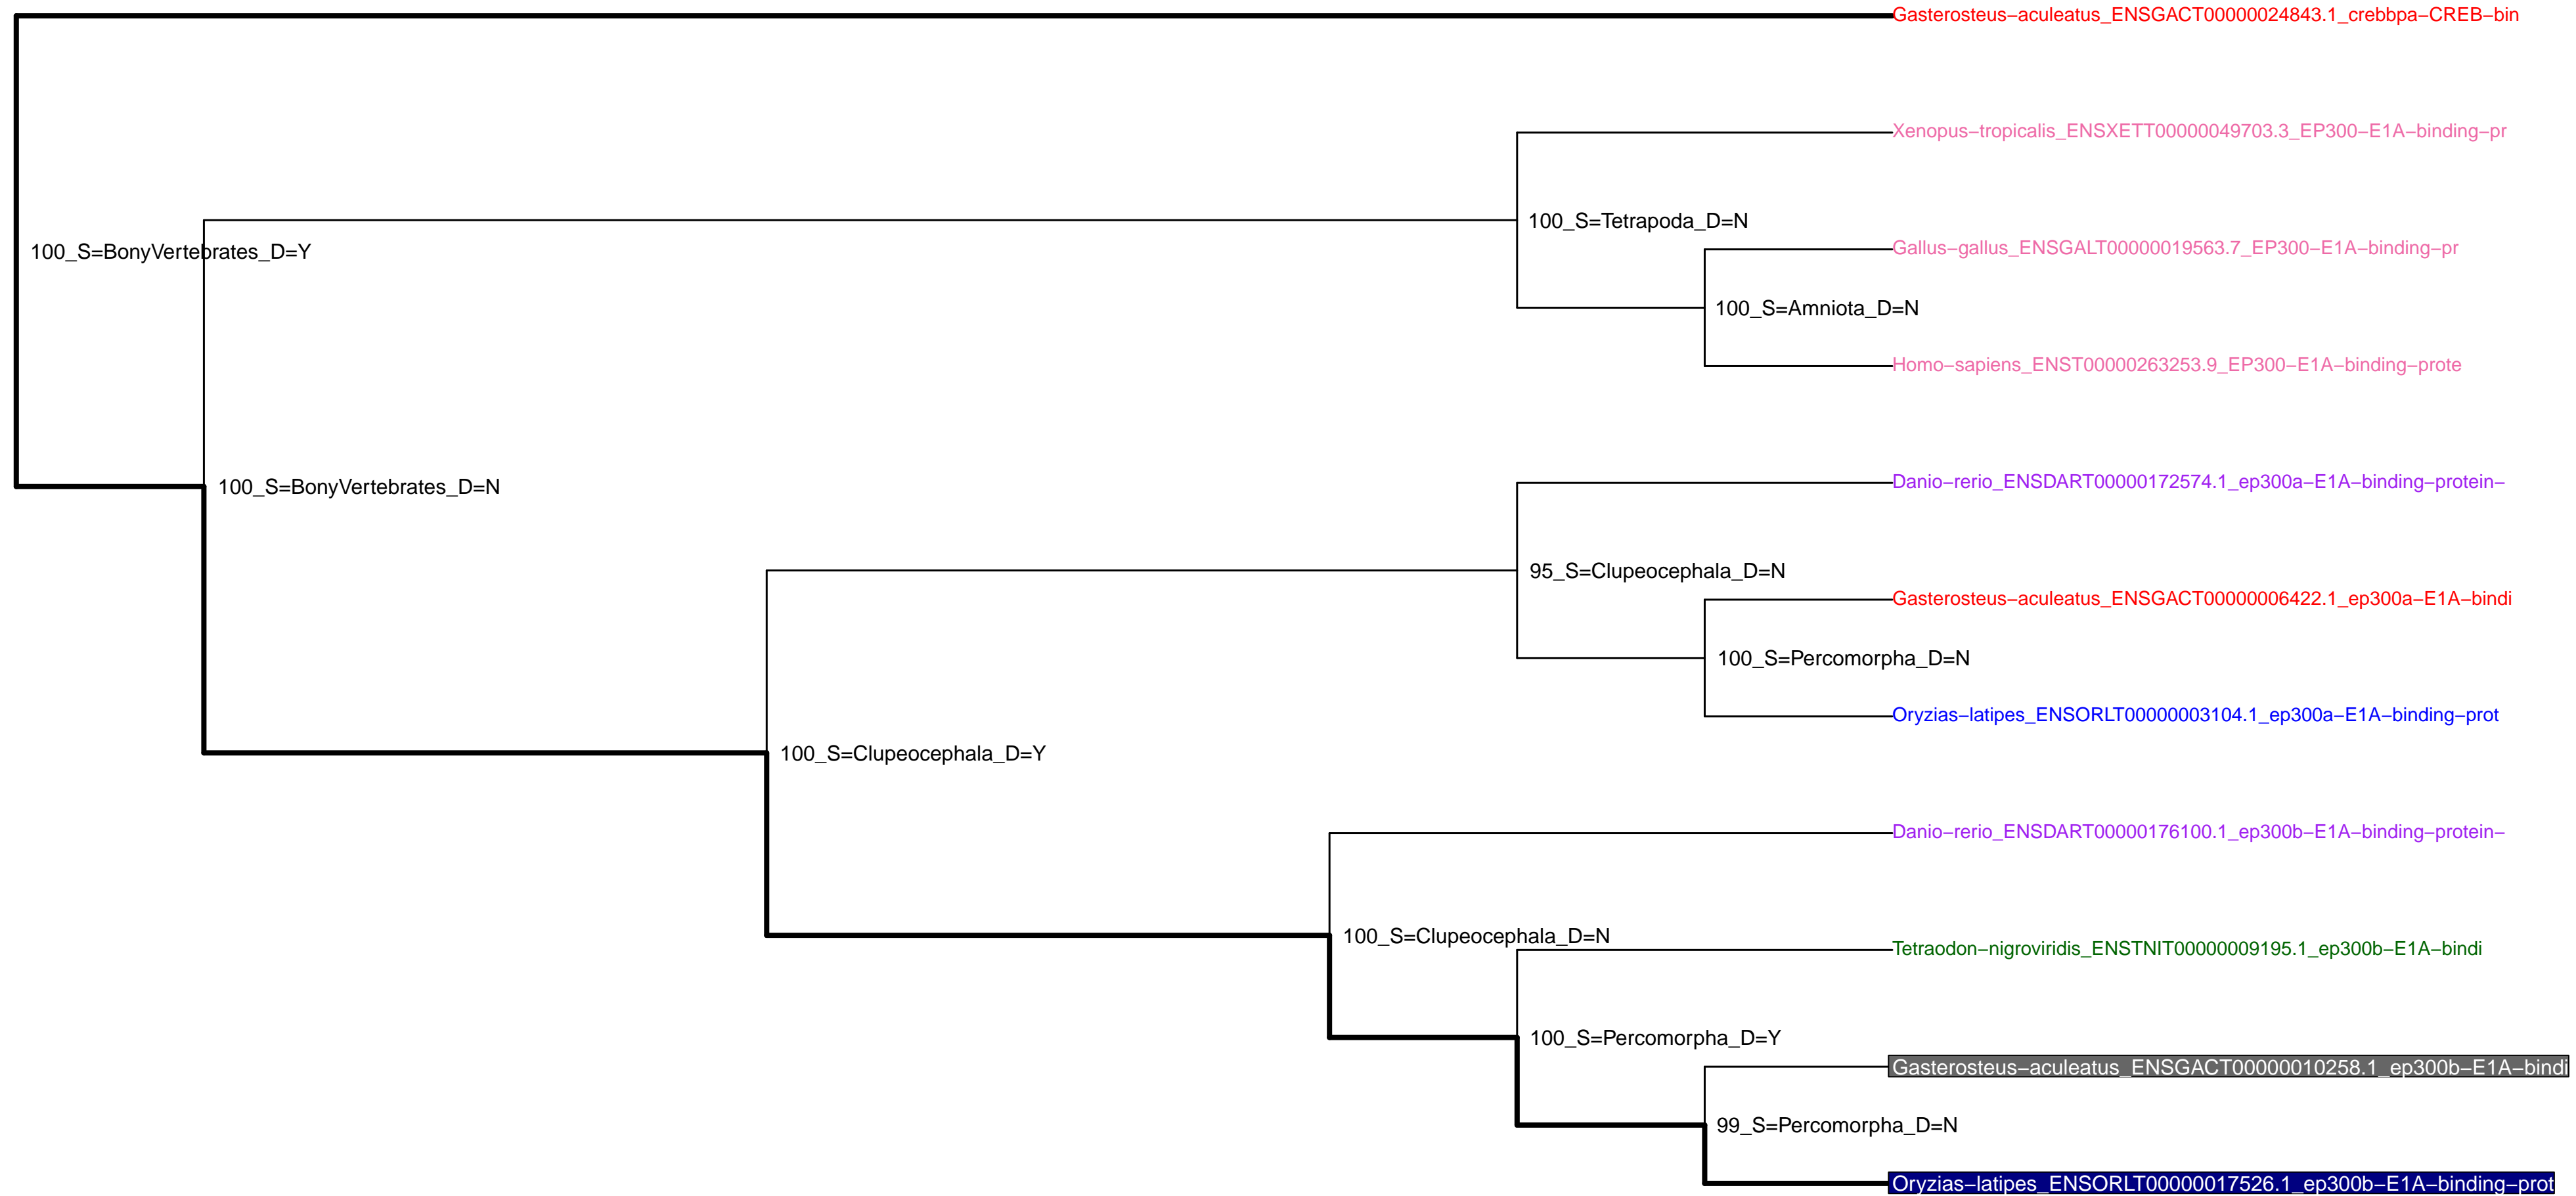 Gasterosteus−aculeatus_ENSGACT00000024843.1_crebbpa−CREB−bin
Xenopus−tropicalis_ENSXETT00000049703.3_EP300−E1A−binding−pr
100_S=Tetrapoda_D=N
Gallus−gallus_ENSGALT00000019563.7_EP300−E1A−binding−pr
100_S=BonyVertebrates_D=Y
100_S=Amniota_D=N
Homo−sapiens_ENST00000263253.9_EP300−E1A−binding−prote
Danio−rerio_ENSDART00000172574.1_ep300a−E1A−binding−protein−
100_S=BonyVertebrates_D=N
95_S=Clupeocephala_D=N
Gasterosteus−aculeatus_ENSGACT00000006422.1_ep300a−E1A−bindi
100_S=Percomorpha_D=N
Oryzias−latipes_ENSORLT00000003104.1_ep300a−E1A−binding−prot
100_S=Clupeocephala_D=Y
Danio−rerio_ENSDART00000176100.1_ep300b−E1A−binding−protein−
100_S=Clupeocephala_D=N
Tetraodon−nigroviridis_ENSTNIT00000009195.1_ep300b−E1A−bindi
100_S=Percomorpha_D=Y
Gasterosteus−aculeatus_ENSGACT00000010258.1_ep300b−E1A−bindi
99_S=Percomorpha_D=N
Oryzias−latipes_ENSORLT00000017526.1_ep300b−E1A−binding−prot